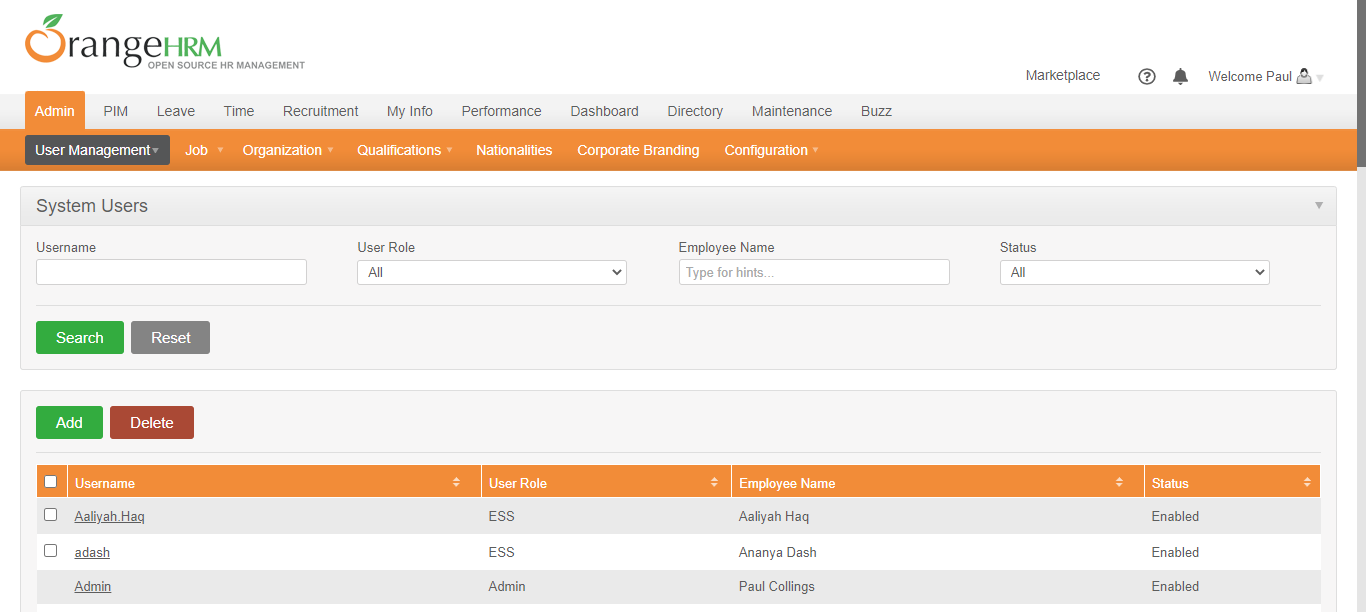 OrangeHRM
OPEN SOURCE HR MANAGEMENT
Marketplace ? Welcome Paul
Admin PIM Leave Time Recruitment My Info Performance Dashboard Directory Maintenance Buzz
User Management Job Organization Qualifications Nationalities Corporate Branding Configuration
System Users
Username User Role Employee Name Status
All Type for hints... All
Search Reset
Add Delete
Username User Role Employee Name Status
Aaliyah.Haq ESS Aaliyah Haq Enabled
adash ESS Ananya Dash Enabled
Admin Admin Paul Collings Enabled